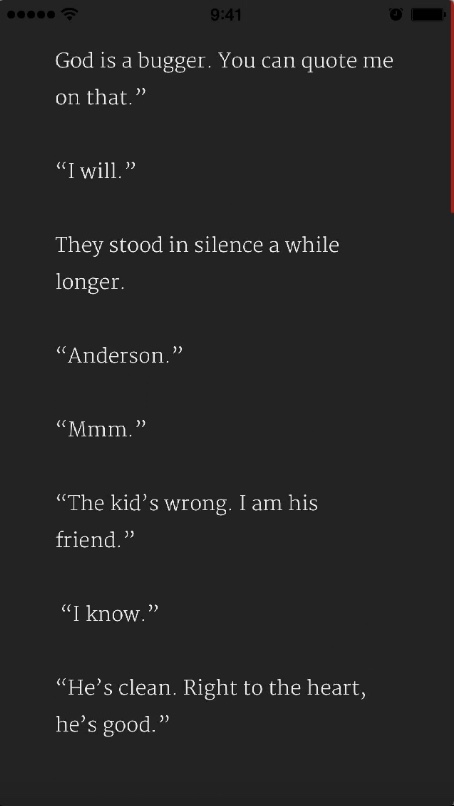 9:41
God is a bugger. You can quote me
on that.”
“I will.”
They stood in silence a while
longer.
“Anderson.”
“Mmm.”
“The kid’s wrong. I am his
friend.”
“I know.”
“He’s clean. Right to the heart,
he’s good.”